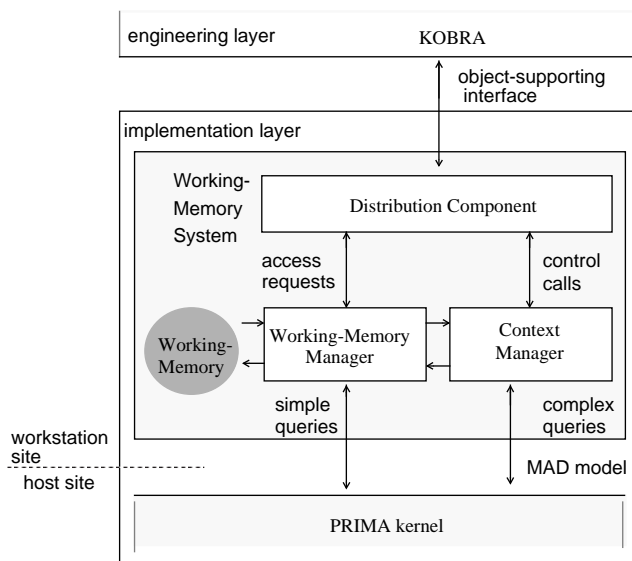 engineering layer
KOBRA
object-supporting
interface
implementation layer
Working-
Memory
System
Distribution Component
access
requests
control
calls
Working-
Memory
Working-Memory
Manager
Context
Manager
simple
queries
complex
queries
workstation
site
host site
MAD model
PRIMA kernel